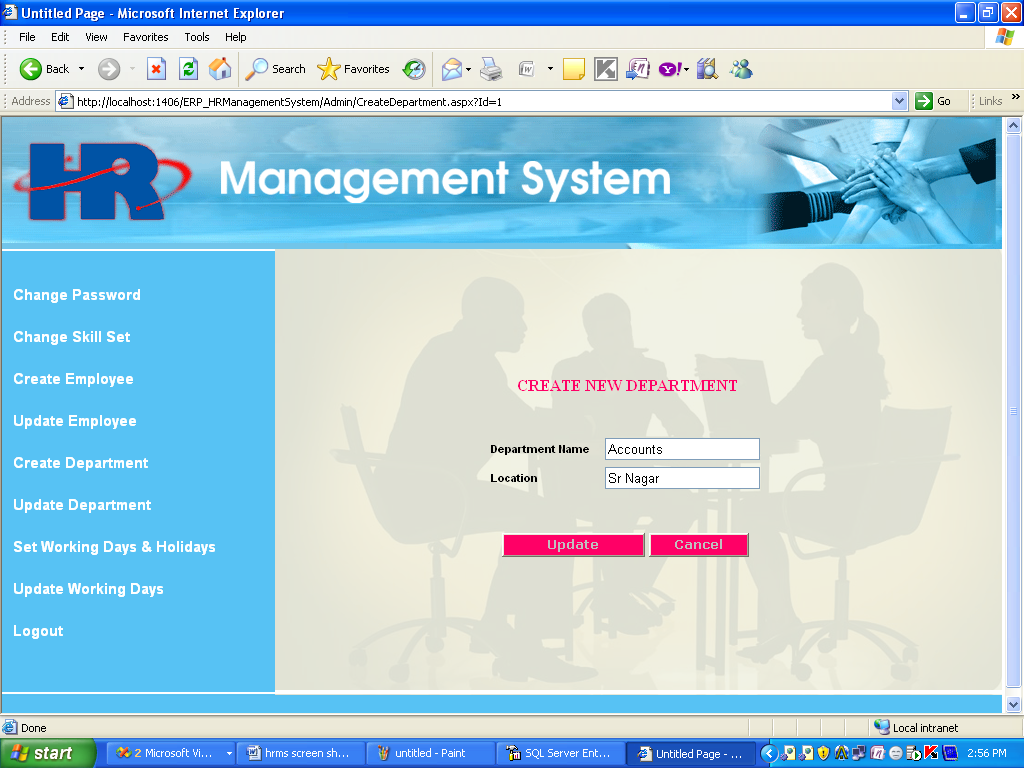 Untitled Page - Microsoft Internet Explorer
File Edit View Favorites Tools Help
Back Search Favorites
Address http://localhost:1406/ERP_HRManagementSystem/Admin/CreateDepartment.aspx?Id=1 Go Links »
HR Management System
Change Password
Change Skill Set
Create Employee
Update Employee
Create Department
Update Department
Set Working Days & Holidays
Update Working Days
Logout
CREATE NEW DEPARTMENT
Department Name Accounts
Location Sr Nagar
Update Cancel
Done Local intranet
start 2 Microsoft Vi... hrms screen sh... untitled - Paint SQL Server Ent... Untitled Page - ... 2:56 PM